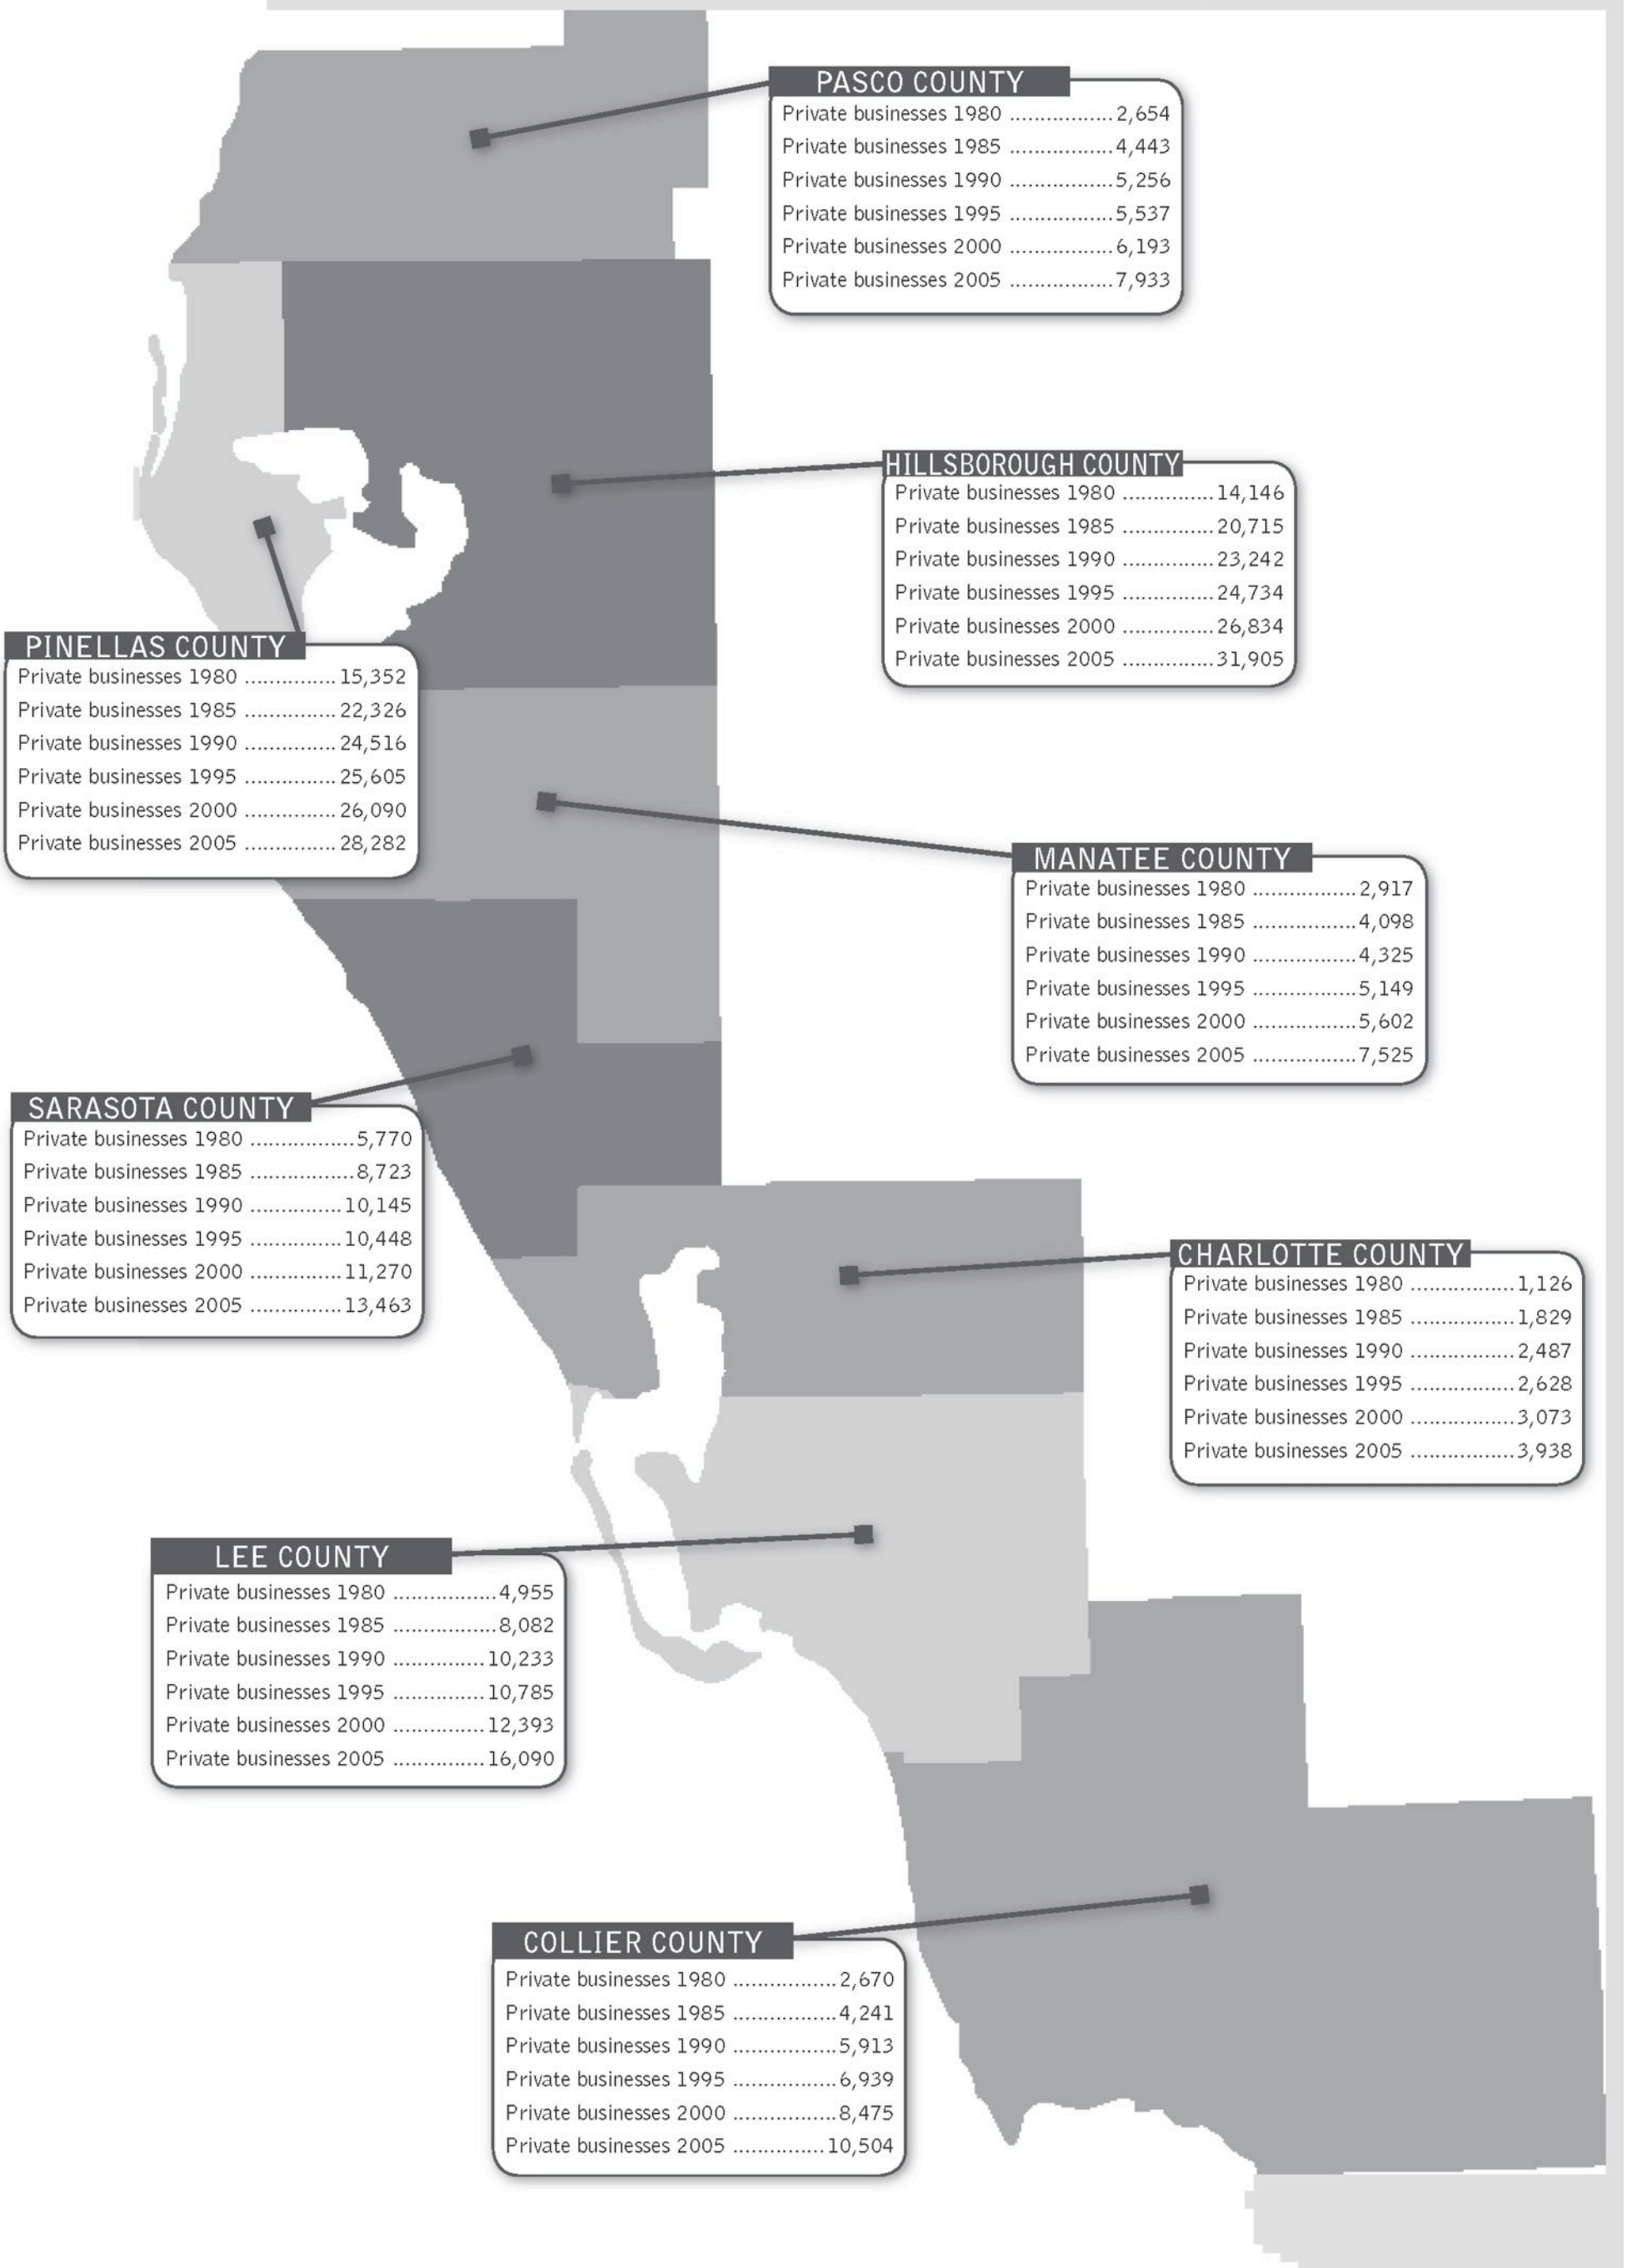 PASCO COUNTY
Private businesses 1980 .................2,654
Private businesses 1985 .................4,443
Private businesses 1990 .................5,256
Private businesses 1995 .................5,537
Private businesses 2000 .................6,193
Private businesses 2005 .................7,933
HILLSBOROUGH COUNTY
Private businesses 1980 ...............14,146
Private businesses 1985 ...............20,715
Private businesses 1990 ...............23,242
Private businesses 1995 ...............24,734
Private businesses 2000 ...............26,834
Private businesses 2005 ...............31,905
PINELLAS COUNTY
Private businesses 1980 ...............15,352
Private businesses 1985 ...............22,326
Private businesses 1990 ...............24,516
Private businesses 1995 ...............25,605
Private businesses 2000 ...............26,090
Private businesses 2005 ...............28,282
MANATEE COUNTY
Private businesses 1980 .................2,917
Private businesses 1985 .................4,098
Private businesses 1990 .................4,325
Private businesses 1995 .................5,149
Private businesses 2000 .................5,602
Private businesses 2005 .................7,525
SARASOTA COUNTY
Private businesses 1980 .................5,770
Private businesses 1985 .................8,723
Private businesses 1990 ...............10,145
Private businesses 1995 ...............10,448
Private businesses 2000 ...............11,270
Private businesses 2005 ...............13,463
CHARLOTTE COUNTY
Private businesses 1980 .................1,126
Private businesses 1985 .................1,829
Private businesses 1990 .................2,487
Private businesses 1995 .................2,628
Private businesses 2000 .................3,073
Private businesses 2005 .................3,938
LEE COUNTY
Private businesses 1980 .................4,955
Private businesses 1985 .................8,082
Private businesses 1990 ...............10,233
Private businesses 1995 ...............10,785
Private businesses 2000 ...............12,393
Private businesses 2005 ...............16,090
COLLIER COUNTY
Private businesses 1980 .................2,670
Private businesses 1985 .................4,241
Private businesses 1990 .................5,913
Private businesses 1995 .................6,939
Private businesses 2000 .................8,475
Private businesses 2005 ...............10,504